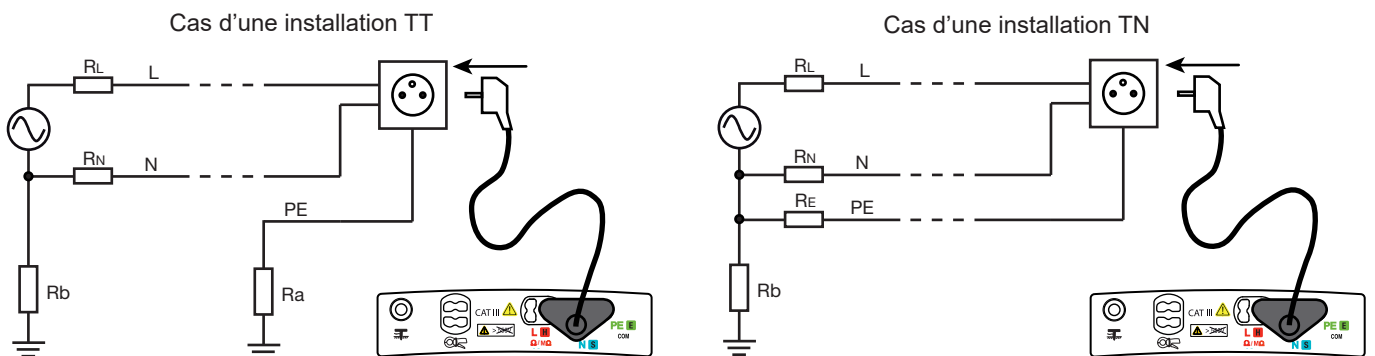 Cas d'une installation TT
RL
L
RN
N
PE
Rb
Ra
CAT III
L H
Ω / MΩ
N S
PE E
COM
Cas d'une installation TN
RL
L
RN
N
RE
PE
Rb
CAT III
L H
Ω / MΩ
N S
PE E
COM